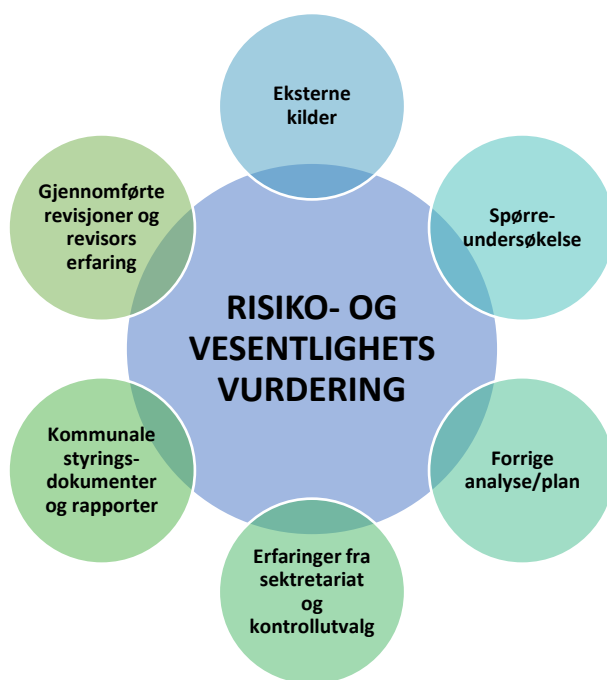 Eksterne
kilder
Spørre-
undersøkelse
Forrige
analyse/plan
Erfaringer fra
sektretariat
og
kontrollutvalg
Kommunale
styrings-
dokumenter
og rapporter
Gjennomførte
revisjoner og
revisors
erfaring
RISIKO- OG
VESENTLIGHETS
VURDERING